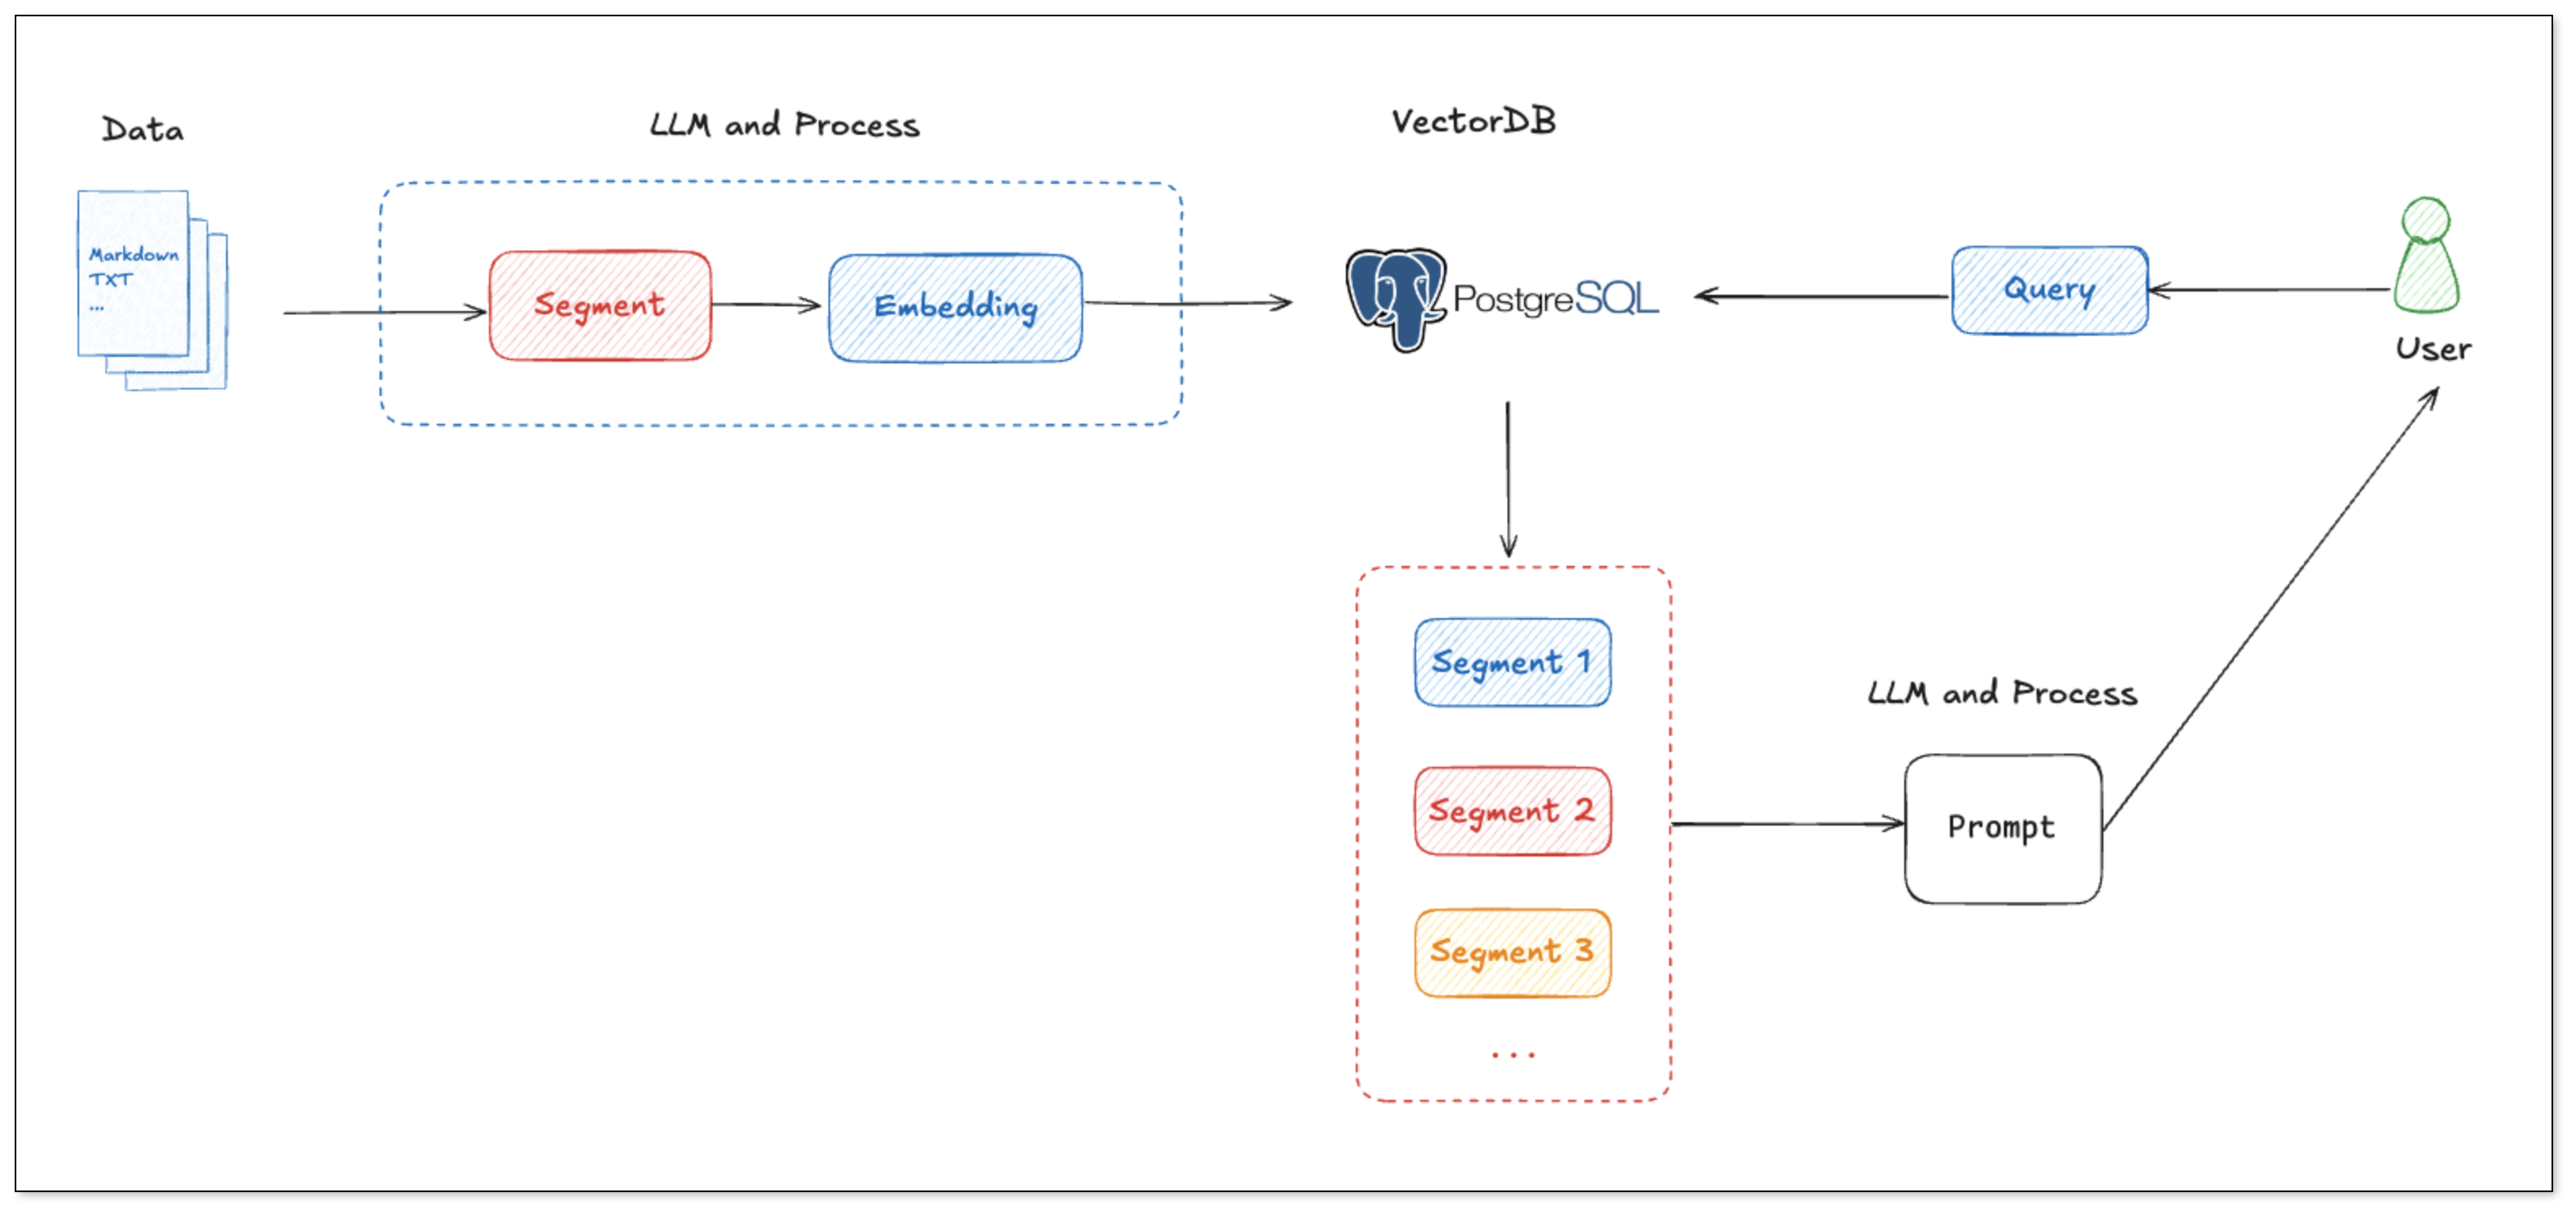 Data
LLM and Process
VectorDB
Markdown
TXT
...
Segment
Embedding
PostgreSQL
Query
User
Segment 1
Segment 2
Segment 3
...
LLM and Process
Prompt